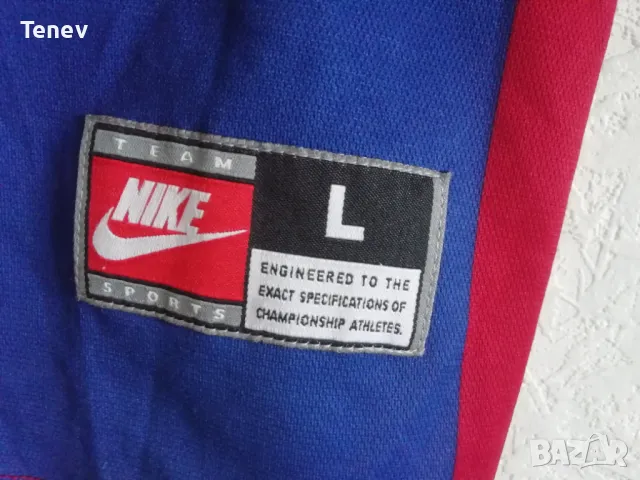 Tenev
TEAM
NIKE
SPORTS
L
ENGINEERED TO THE
EXACT SPECIFICATIONS OF
CHAMPIONSHIP ATHLETES.
BAZAR